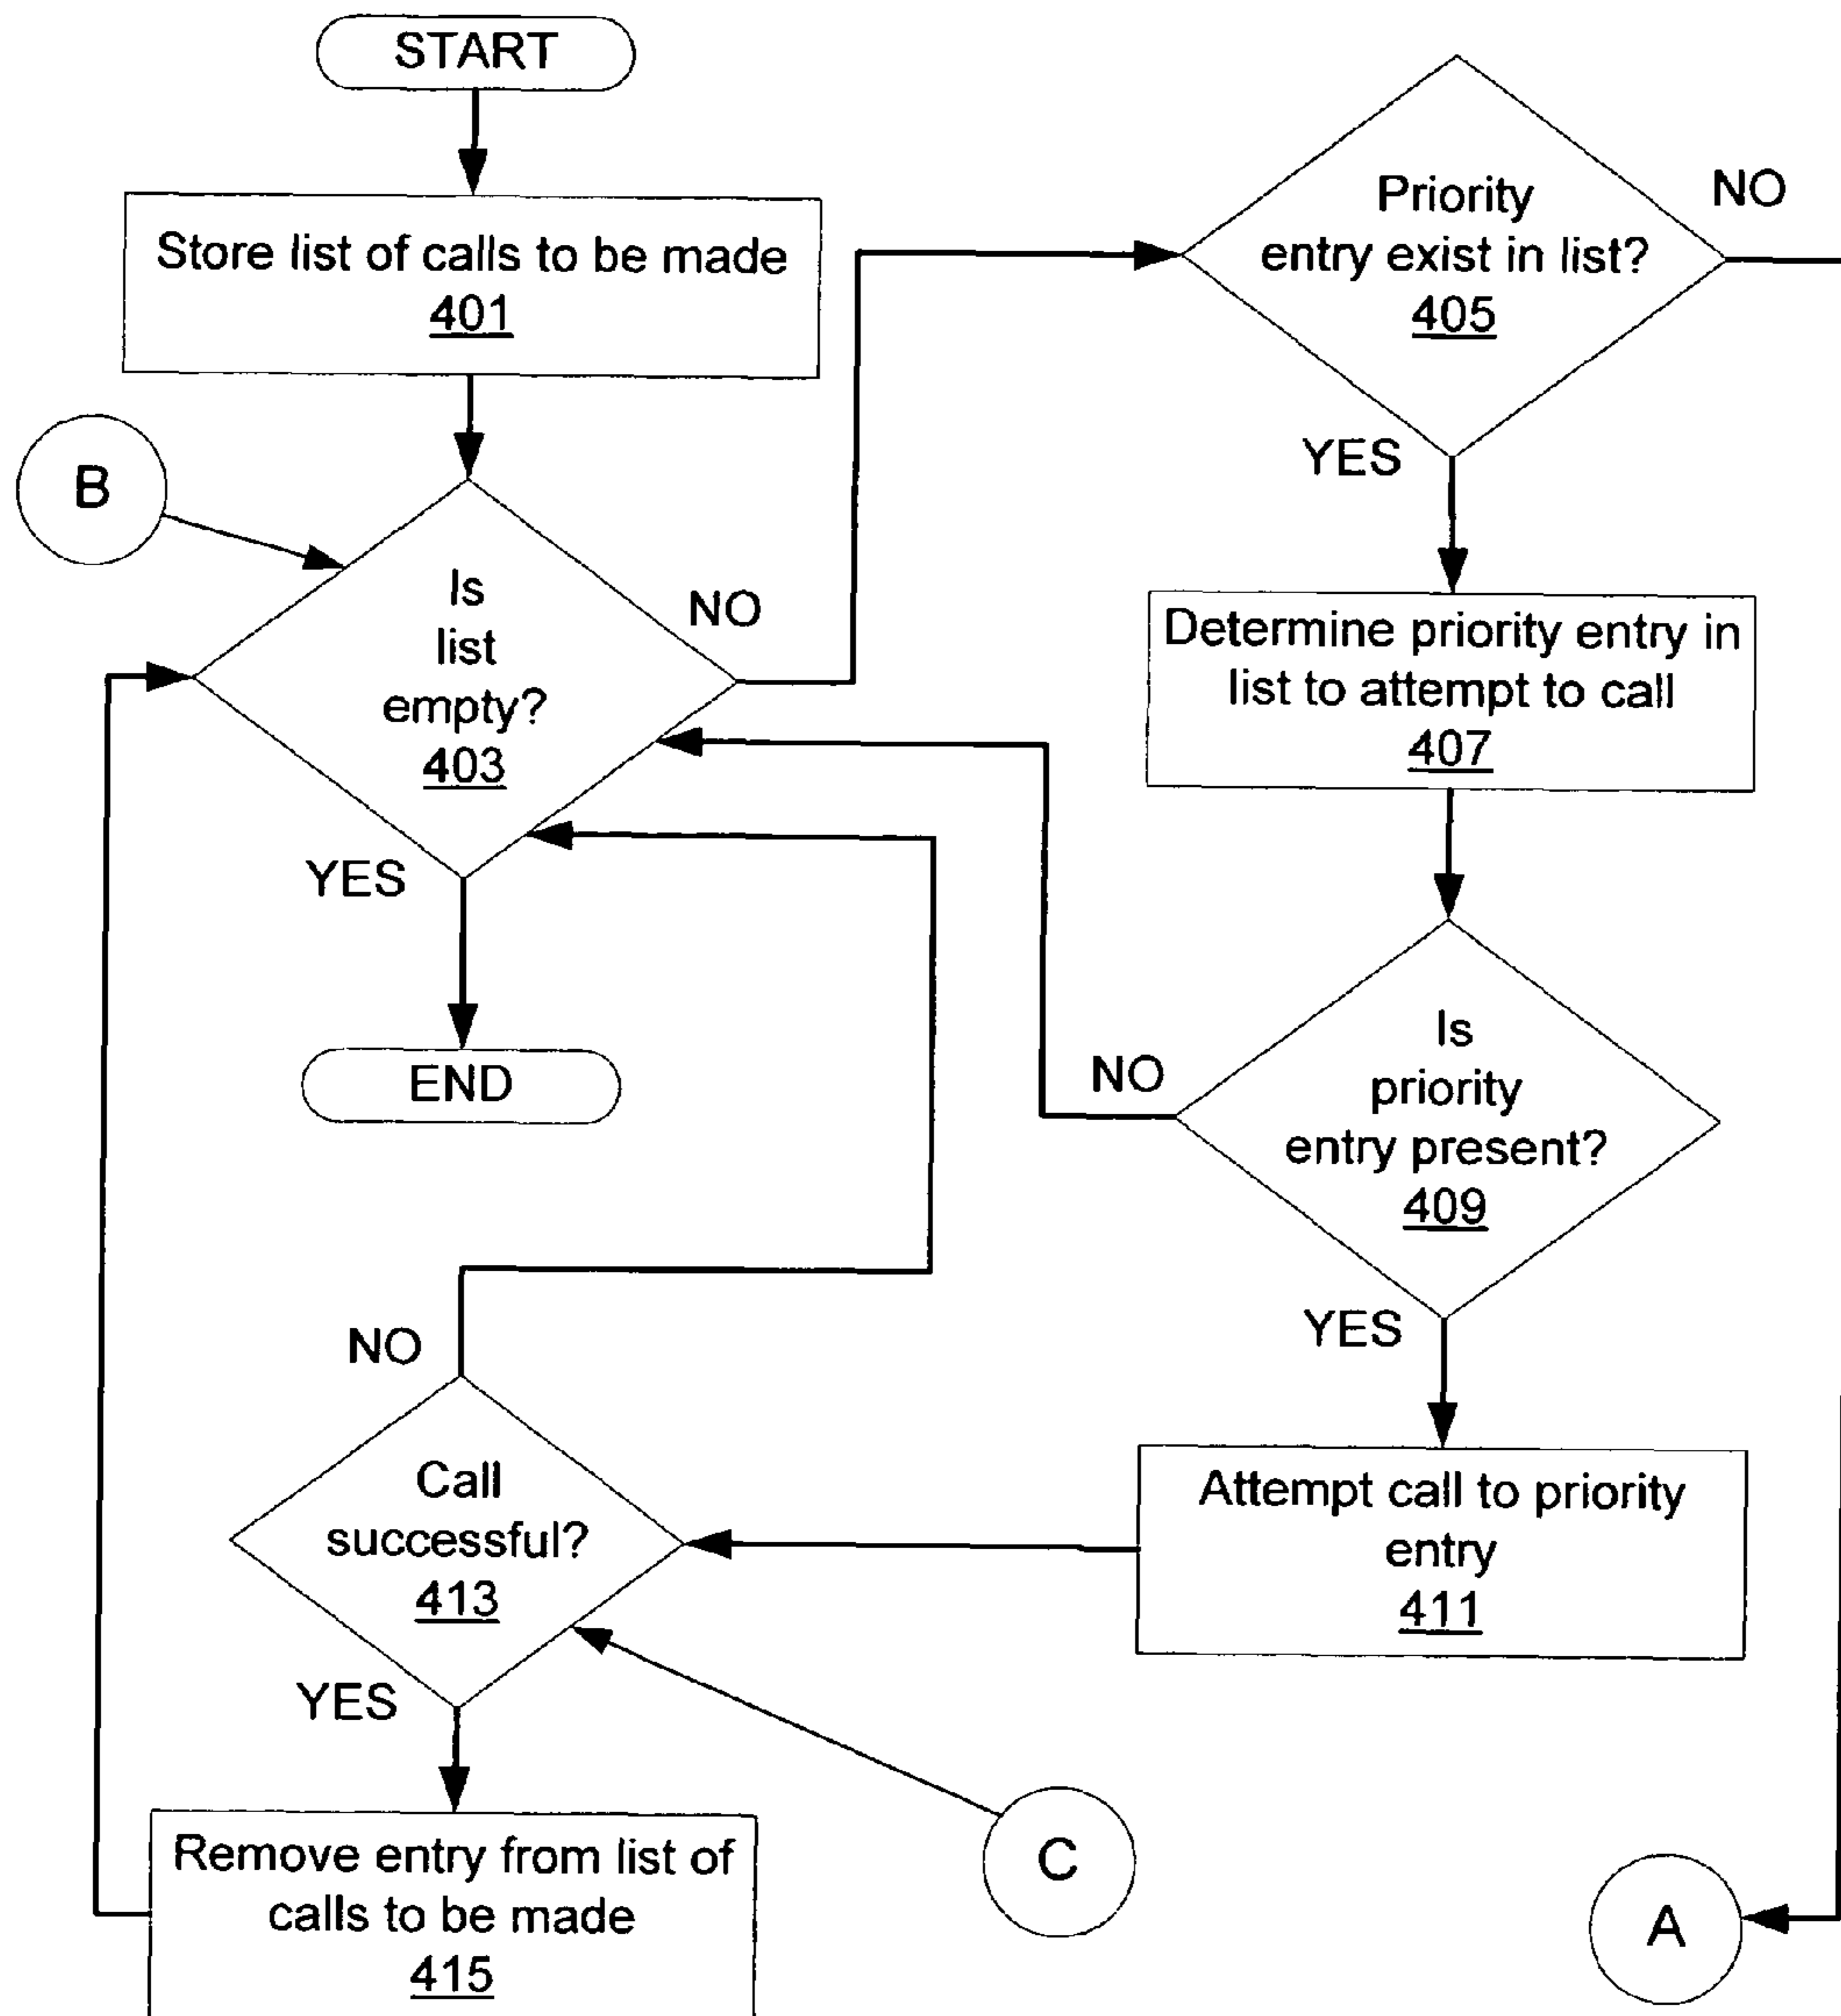 START
Store list of calls to be made
401
B
Is
list
empty?
403
NO
YES
END
Priority
entry exist in list?
405
NO
YES
Determine priority entry in
list to attempt to call
407
Is
priority
entry present?
409
NO
YES
Attempt call to priority
entry
411
Call
successful?
413
NO
YES
Remove entry from list of
calls to be made
415
C
A